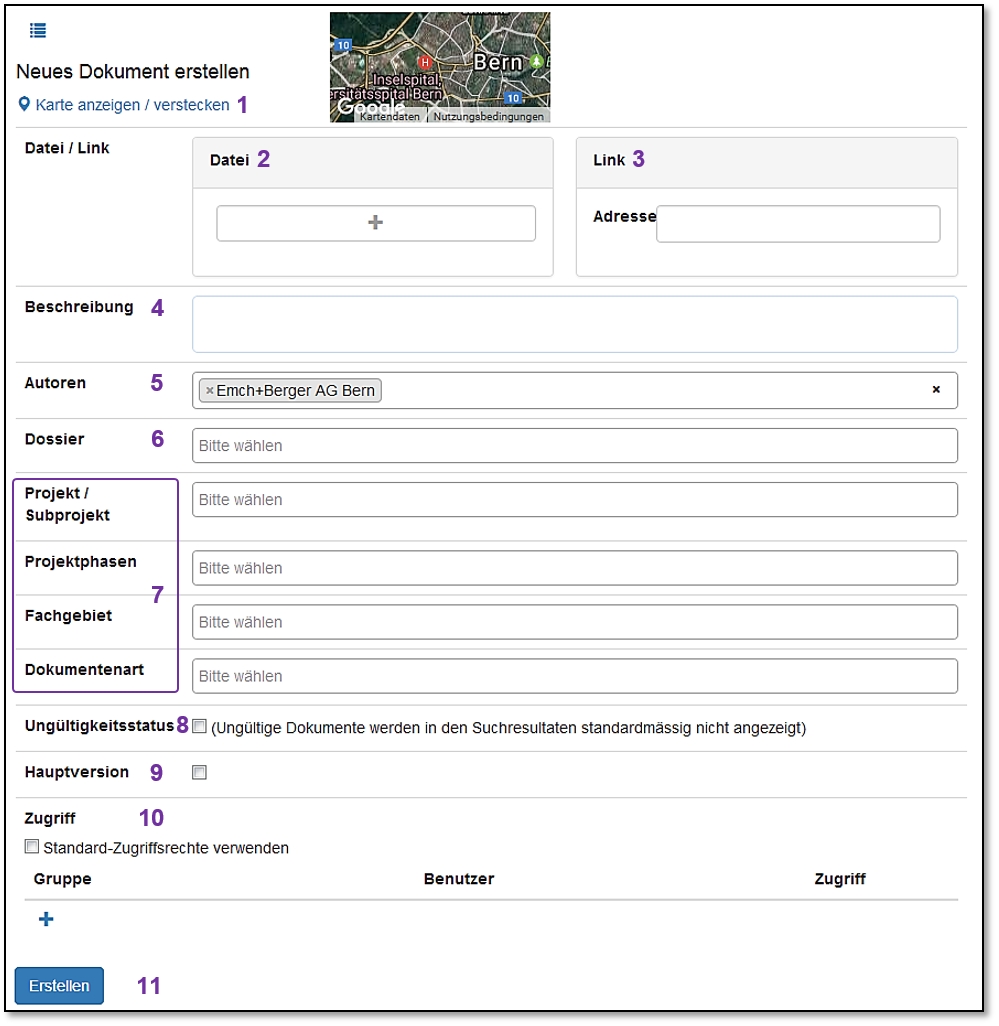 Neues Dokument erstellen
Karte anzeigen / verstecken 1
10
Bern
H
Inselspital,
ersitätsspital Bern
10
Google
Kartendaten
Nutzungsbedingungen
Datei / Link
Datei 2
Link 3
Adresse
Beschreibung 4
Autoren 5
×Emch+Berger AG Bern ×
Dossier 6
Bitte wählen
Projekt /
Subprojekt
Bitte wählen
Projektphasen
Bitte wählen
7
Fachgebiet
Bitte wählen
Dokumentenart
Bitte wählen
Ungültigkeitsstatus 8 (Ungültige Dokumente werden in den Suchresultaten standardmässig nicht angezeigt)
Hauptversion 9
Zugriff 10
Standard-Zugriffsrechte verwenden
Gruppe Benutzer Zugriff
Erstellen 11